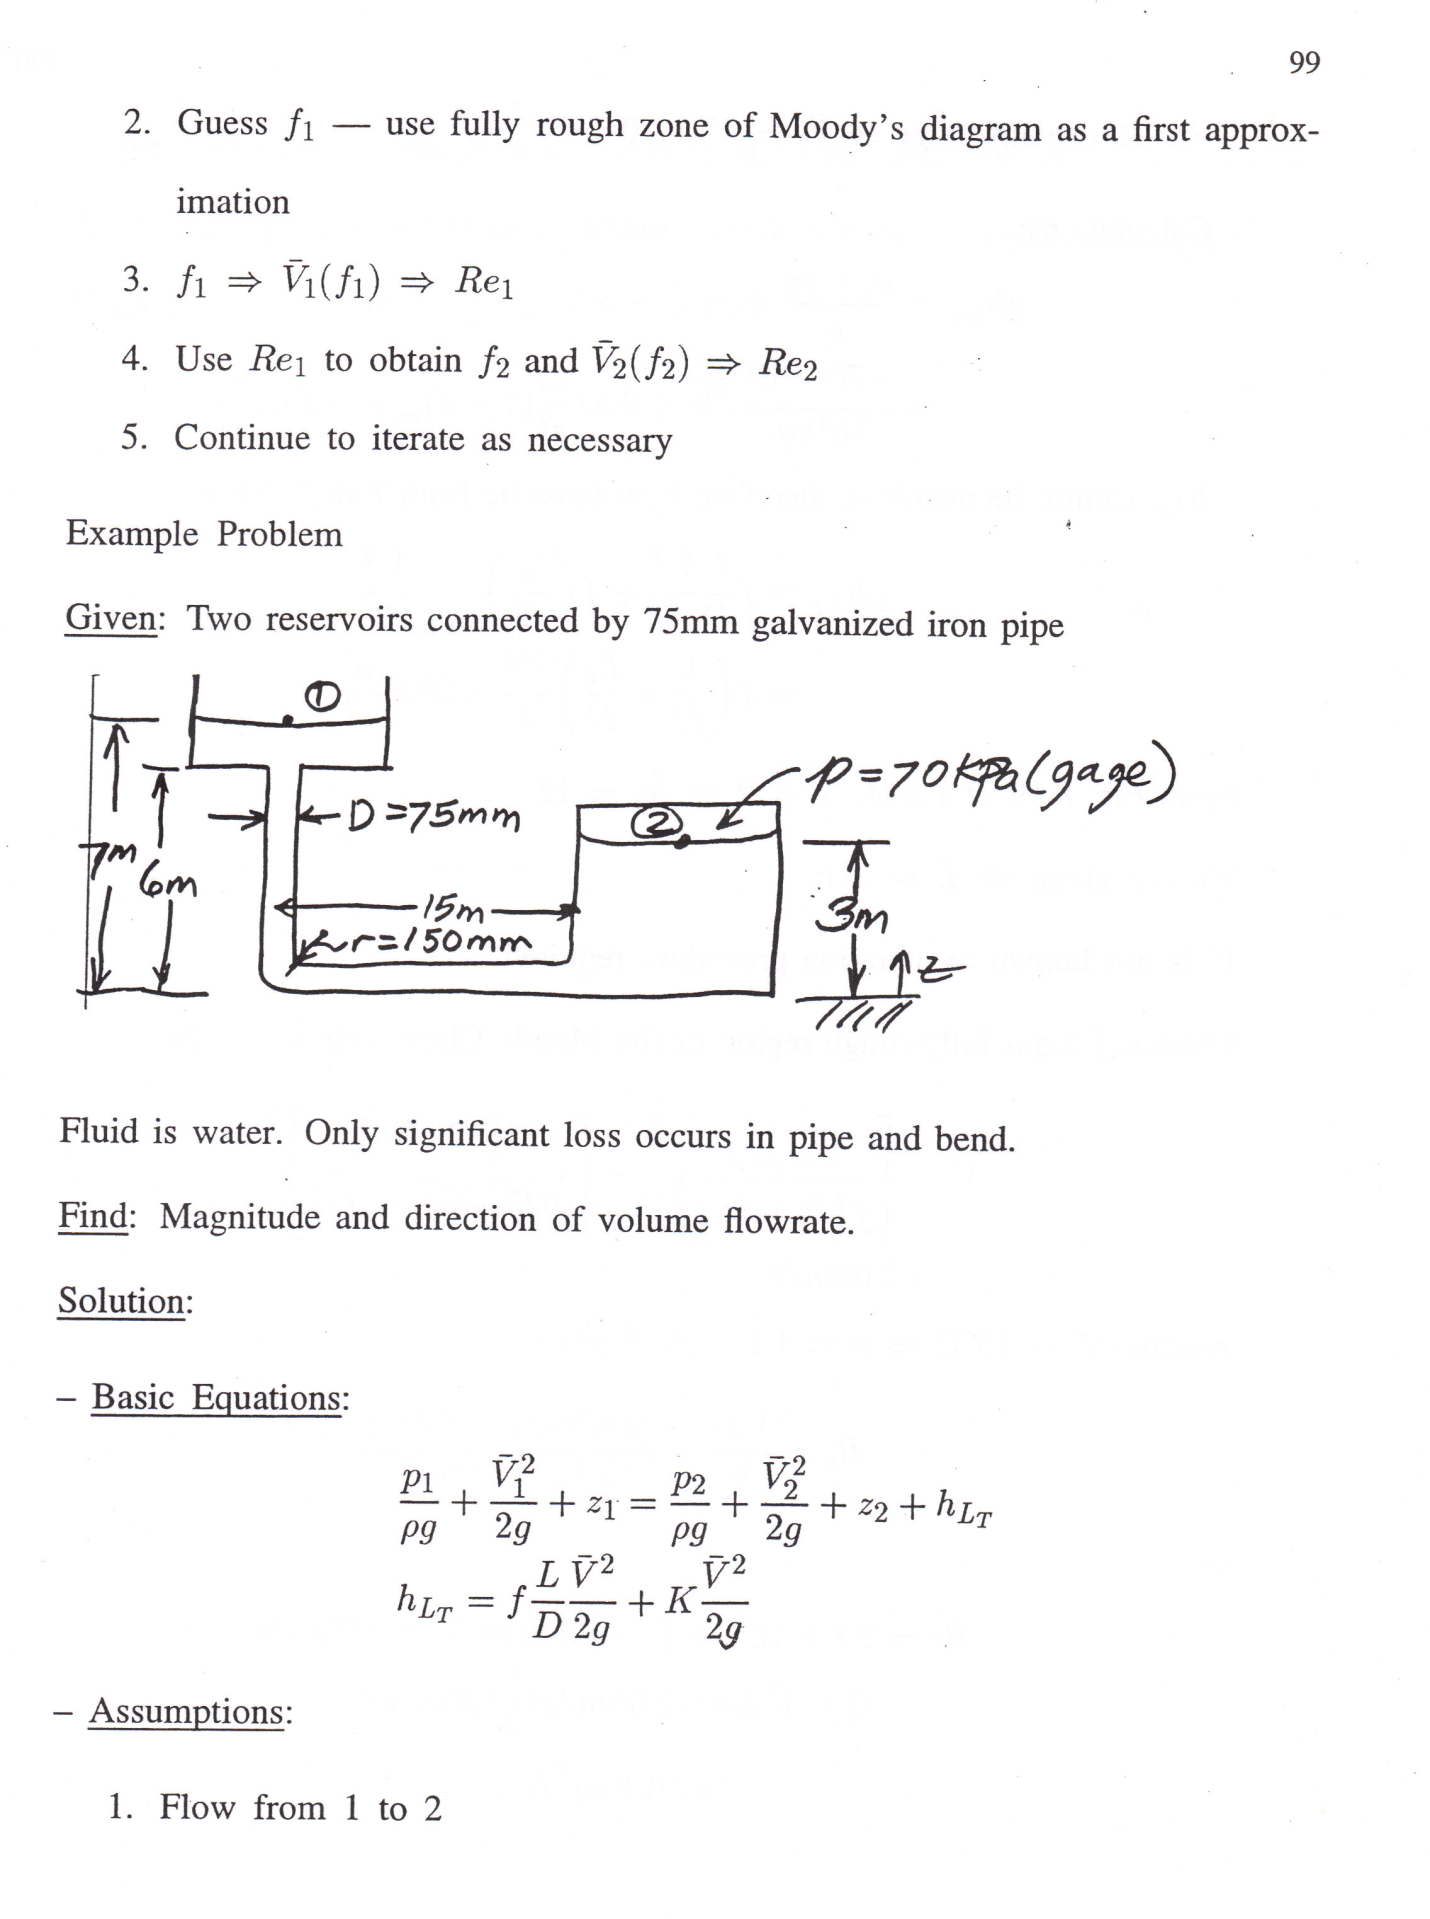 99
2. Guess f₁ — use fully rough zone of Moody's diagram as a first approx-
imation
3. f₁ ⇒ V̄₁(f₁) ⇒ Re₁
4. Use Re₁ to obtain f₂ and V̄₂(f₂) ⇒ Re₂
5. Continue to iterate as necessary
Example Problem
Given: Two reservoirs connected by 75mm galvanized iron pipe
①
p=70kPa(gage)
D=75mm
②
7m
6m
15m
3m
r=150mm
z
Fluid is water. Only significant loss occurs in pipe and bend.
Find: Magnitude and direction of volume flowrate.
Solution:
– Basic Equations:
p₁/ρg + V̄₁²/2g + z₁ = p₂/ρg + V̄₂²/2g + z₂ + h_{L_T}
h_{L_T} = f L/D V̄²/2g + K V̄²/2g
– Assumptions:
1. Flow from 1 to 2